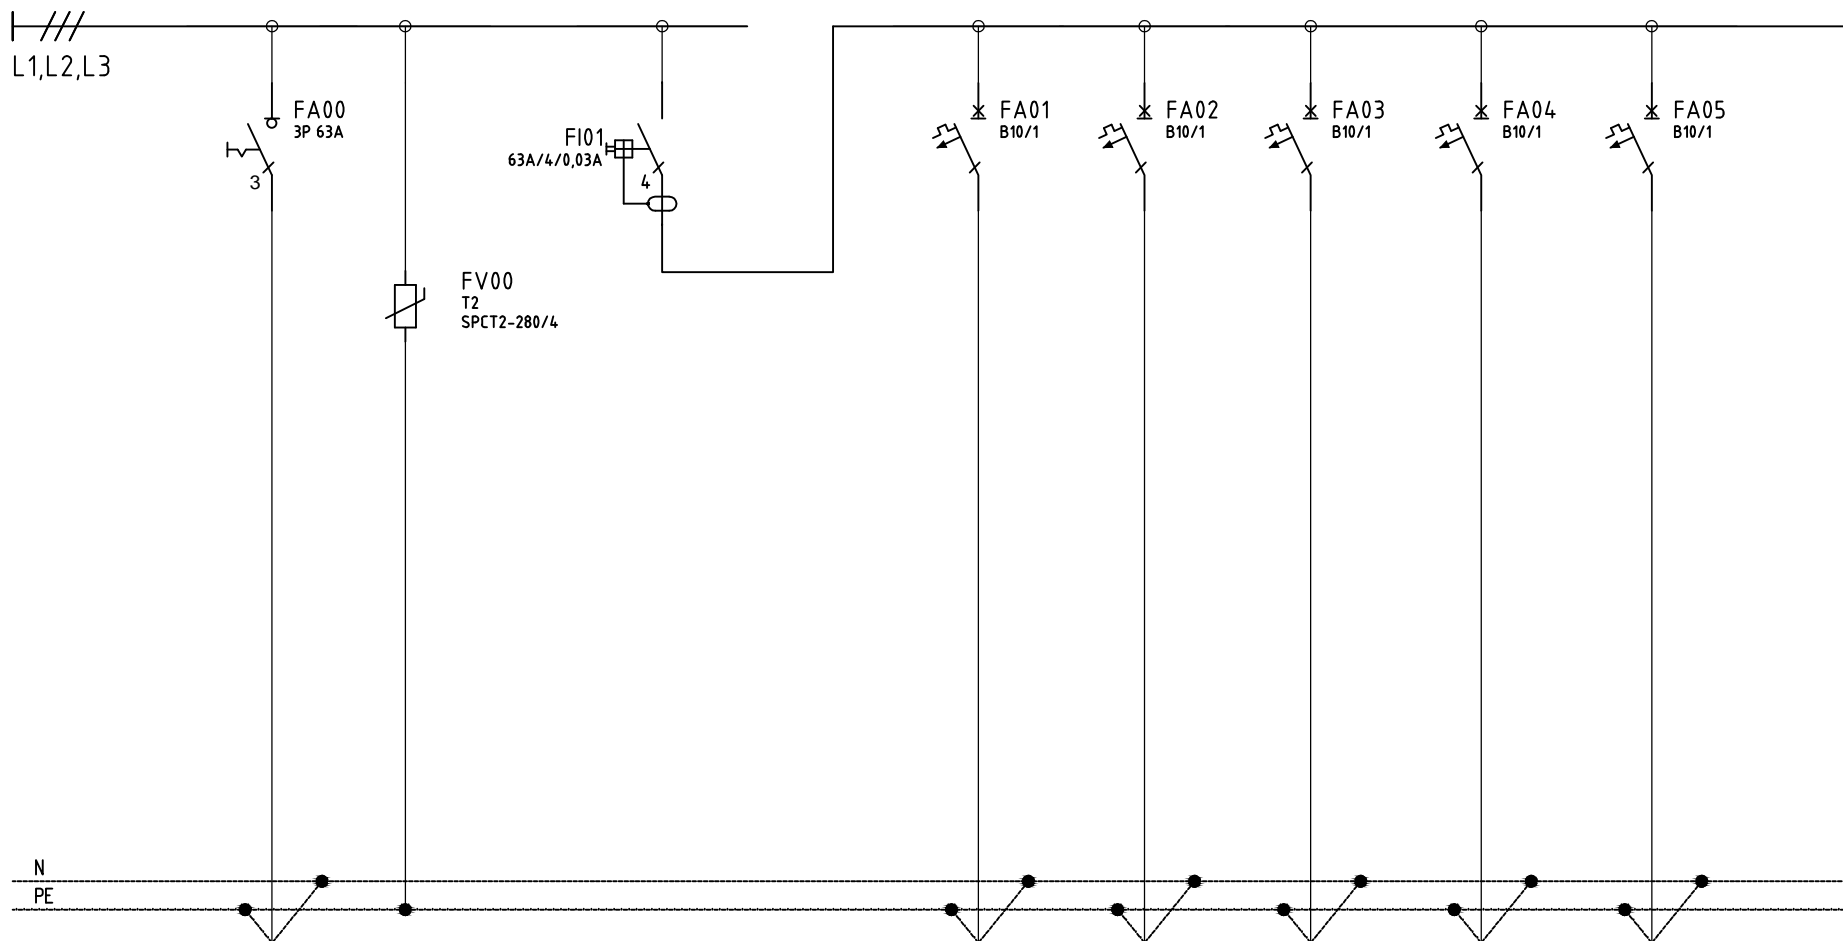 L1,L2,L3
FA00
3P 63A
3
FV00
T2
SPCT2-280/4
FI01
63A/4/0,03A
4
FA01
B10/1
FA02
B10/1
FA03
B10/1
FA04
B10/1
FA05
B10/1
N
PE